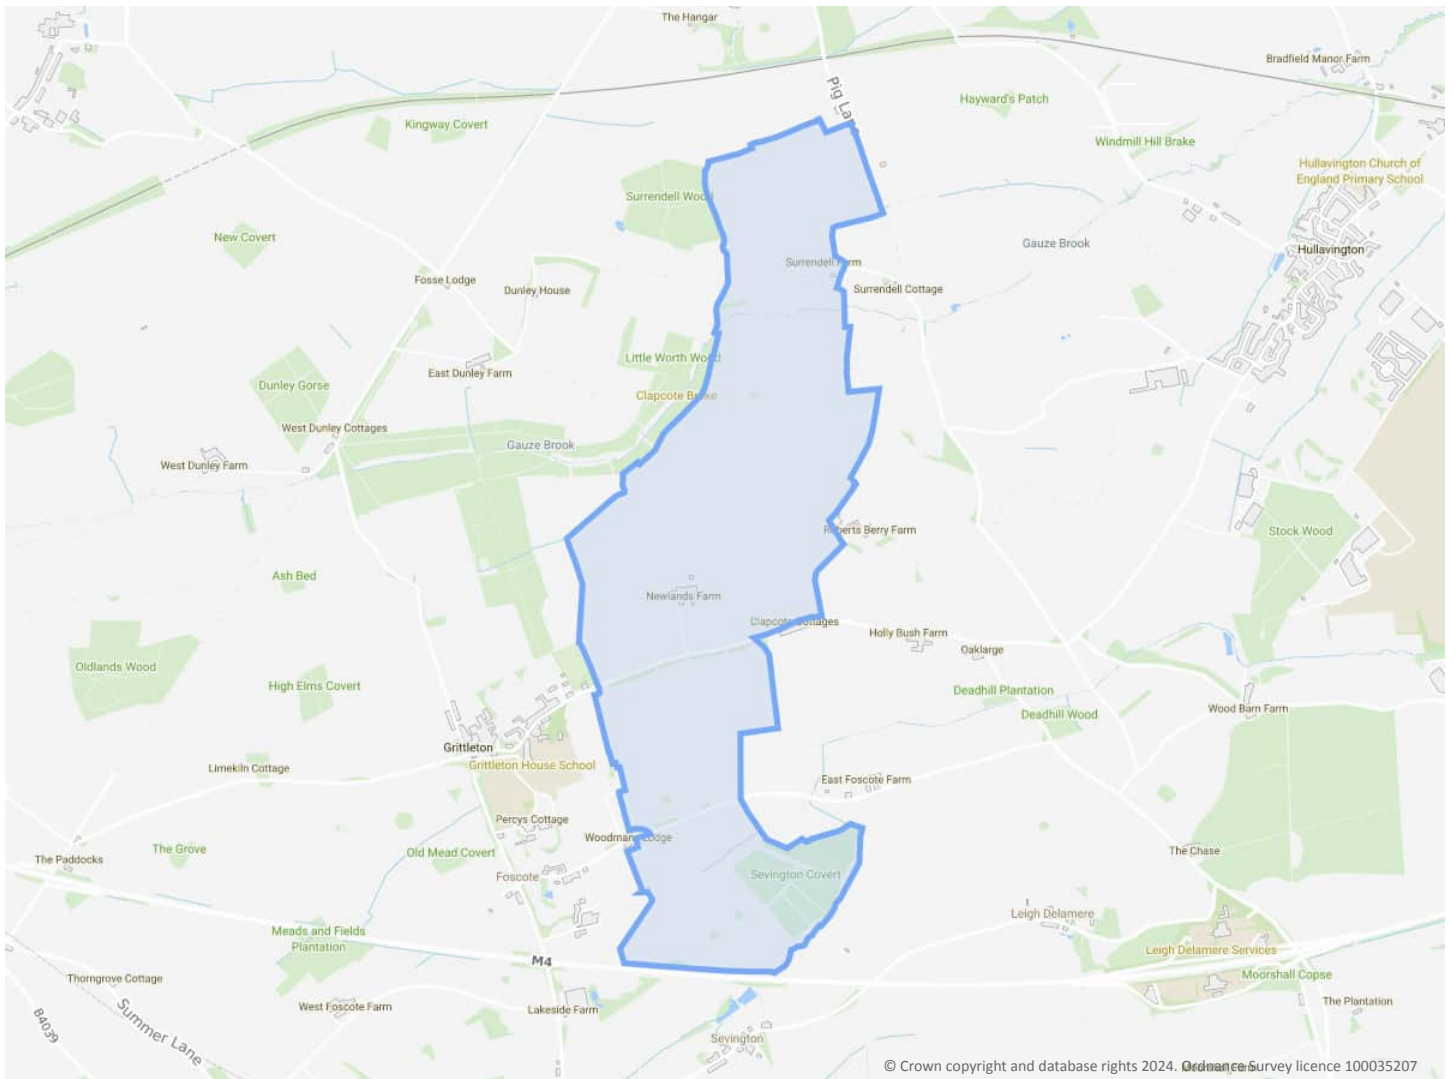 The Hangar
Bradfield Manor Farm
Pig Lane
Hayward's Patch
Kingway Covert
Windmill Hill Brake
Hullavington Church of
England Primary School
Surrendell Wood
New Covert
Gauze Brook
Hullavington
Surrendell Farm
Fosse Lodge
Dunley House
Surrendell Cottage
Little Worth Wood
East Dunley Farm
Dunley Gorse
Clapcote Brake
West Dunley Cottages
Gauze Brook
West Dunley Farm
Roberts Berry Farm
Stock Wood
Ash Bed
Newlands Farm
Clapcote Cottages
Holly Bush Farm
Oaklarge
Oldlands Wood
High Elms Covert
Deadhill Plantation
Wood Barn Farm
Deadhill Wood
Grittleton
Grittleton House School
Limekiln Cottage
East Foscote Farm
Percys Cottage
Woodmans Lodge
The Grove
Old Mead Covert
The Chase
The Paddocks
Foscote
Sevington Covert
Leigh Delamere
Meads and Fields
Plantation
Leigh Delamere Services
M4
Moorshall Copse
Thorngrove Cottage
West Foscote Farm
Lakeside Farm
The Plantation
B4039
Summer Lane
Sevington
© Crown copyright and database rights 2024. Ordnance Survey licence 100035207